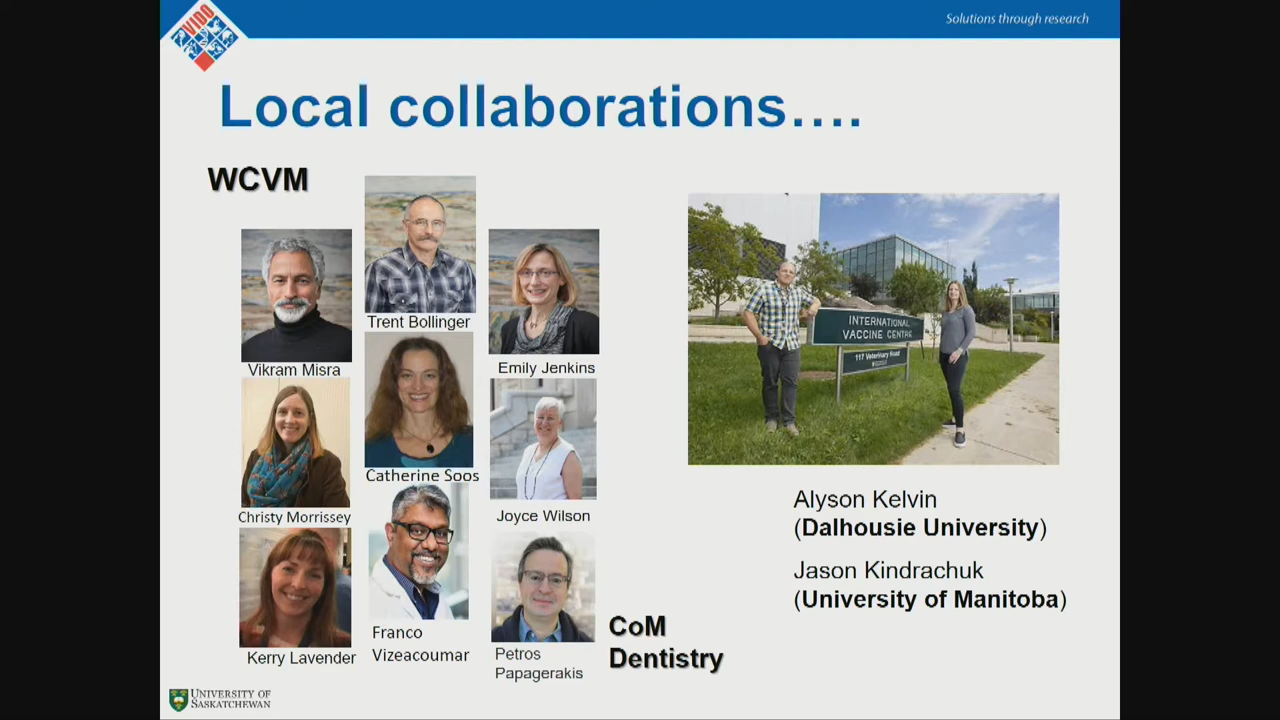 VIDO
Solutions through research
Local collaborations….
WCVM
Trent Bollinger
Vikram Misra
Emily Jenkins
Catherine Soos
Christy Morrissey
Joyce Wilson
Kerry Lavender
Franco
Vizeacoumar
Petros
Papagerakis
CoM
Dentistry
INTERNATIONAL
VACCINE CENTRE
117 Veterinary Road
Alyson Kelvin
(Dalhousie University)
Jason Kindrachuk
(University of Manitoba)
UNIVERSITY OF
SASKATCHEWAN